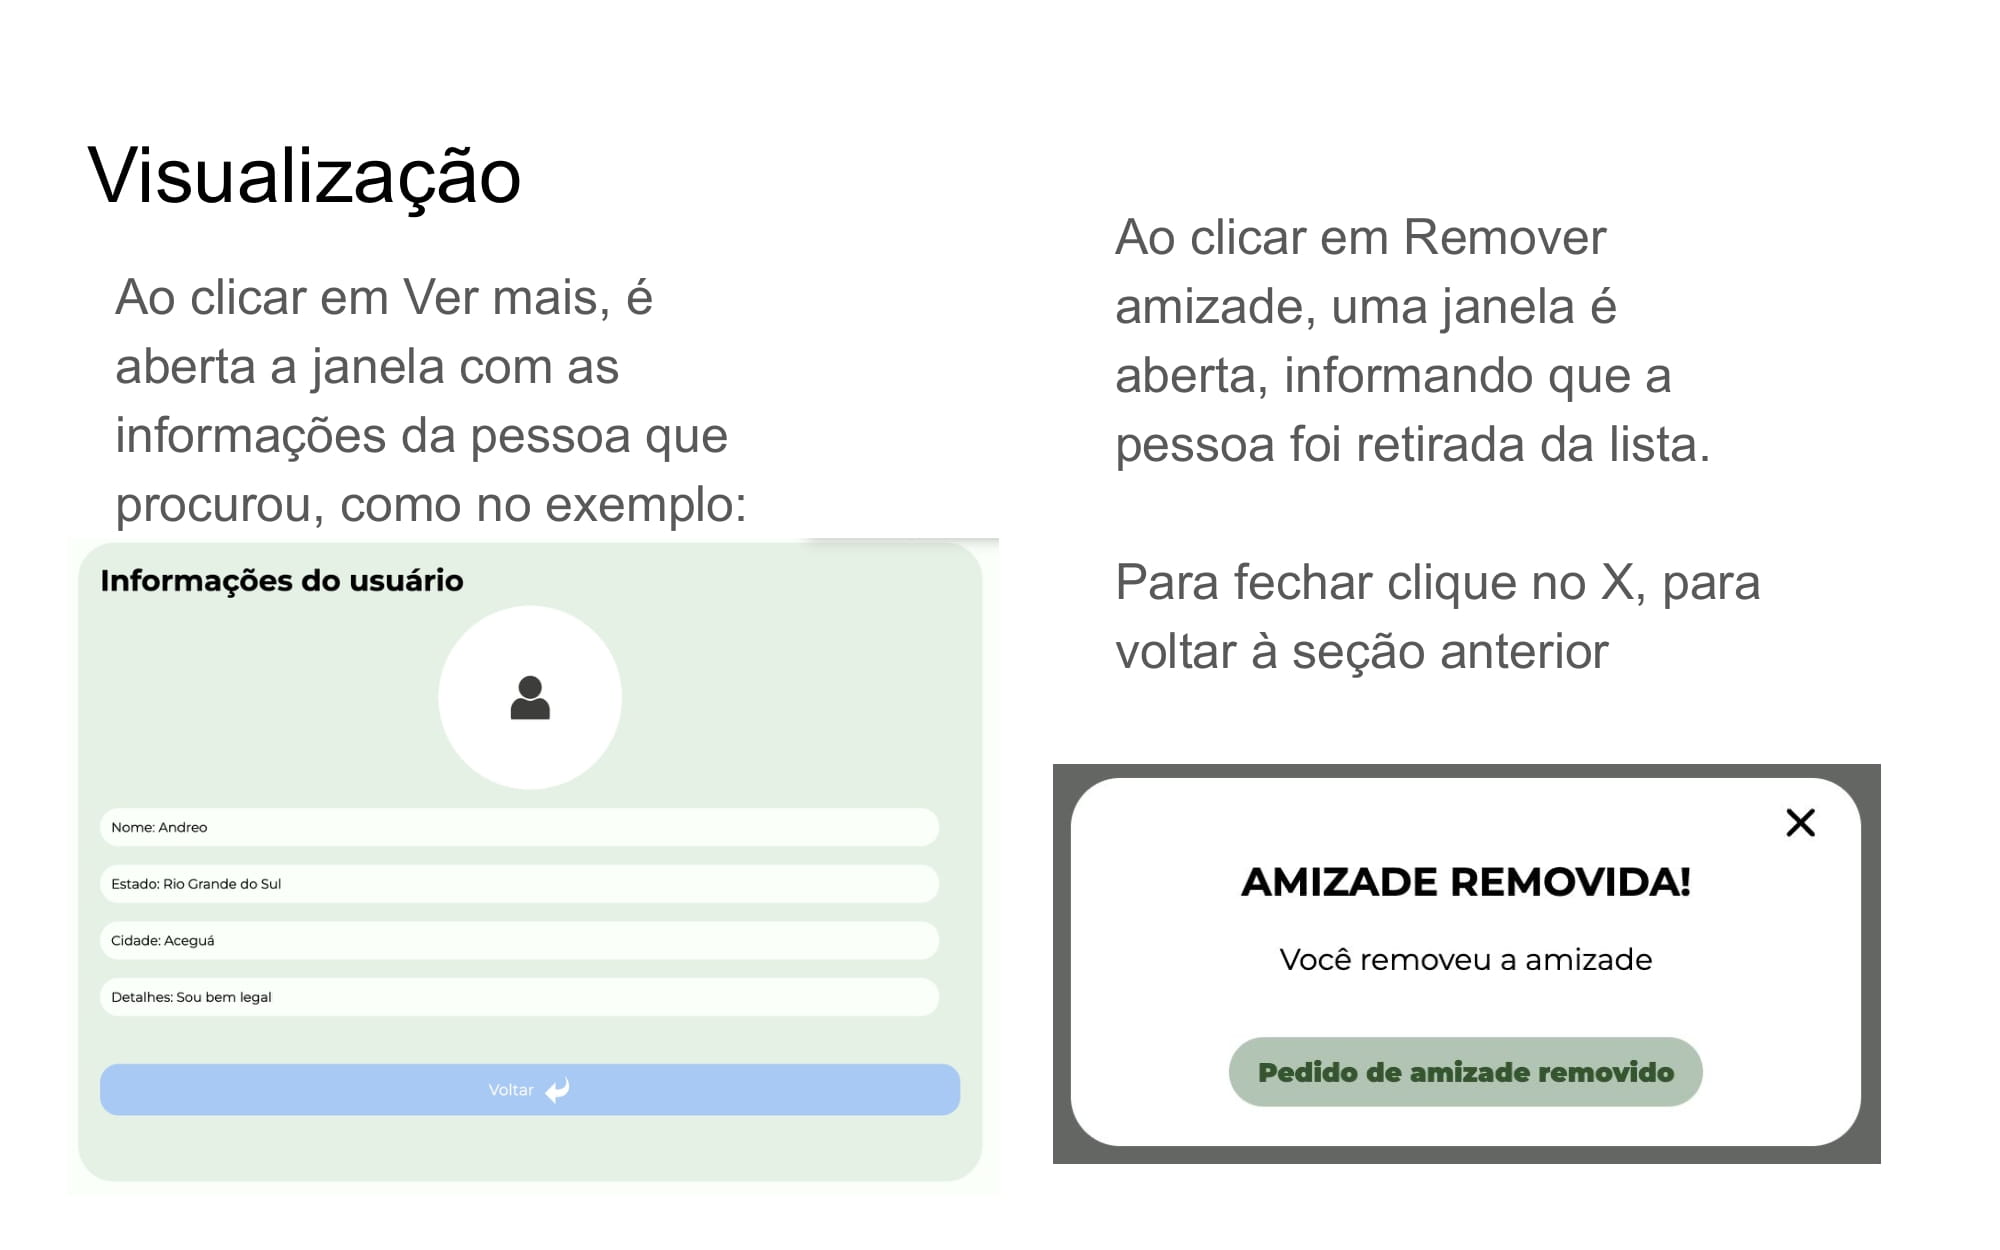 Visualização
Ao clicar em Ver mais, é
aberta a janela com as
informações da pessoa que
procurou, como no exemplo:
Informações do usuário
Nome: Andreo
Estado: Rio Grande do Sul
Cidade: Aceguá
Detalhes: Sou bem legal
Voltar
Ao clicar em Remover
amizade, uma janela é
aberta, informando que a
pessoa foi retirada da lista.
Para fechar clique no X, para
voltar à seção anterior
AMIZADE REMOVIDA!
Você removeu a amizade
Pedido de amizade removido